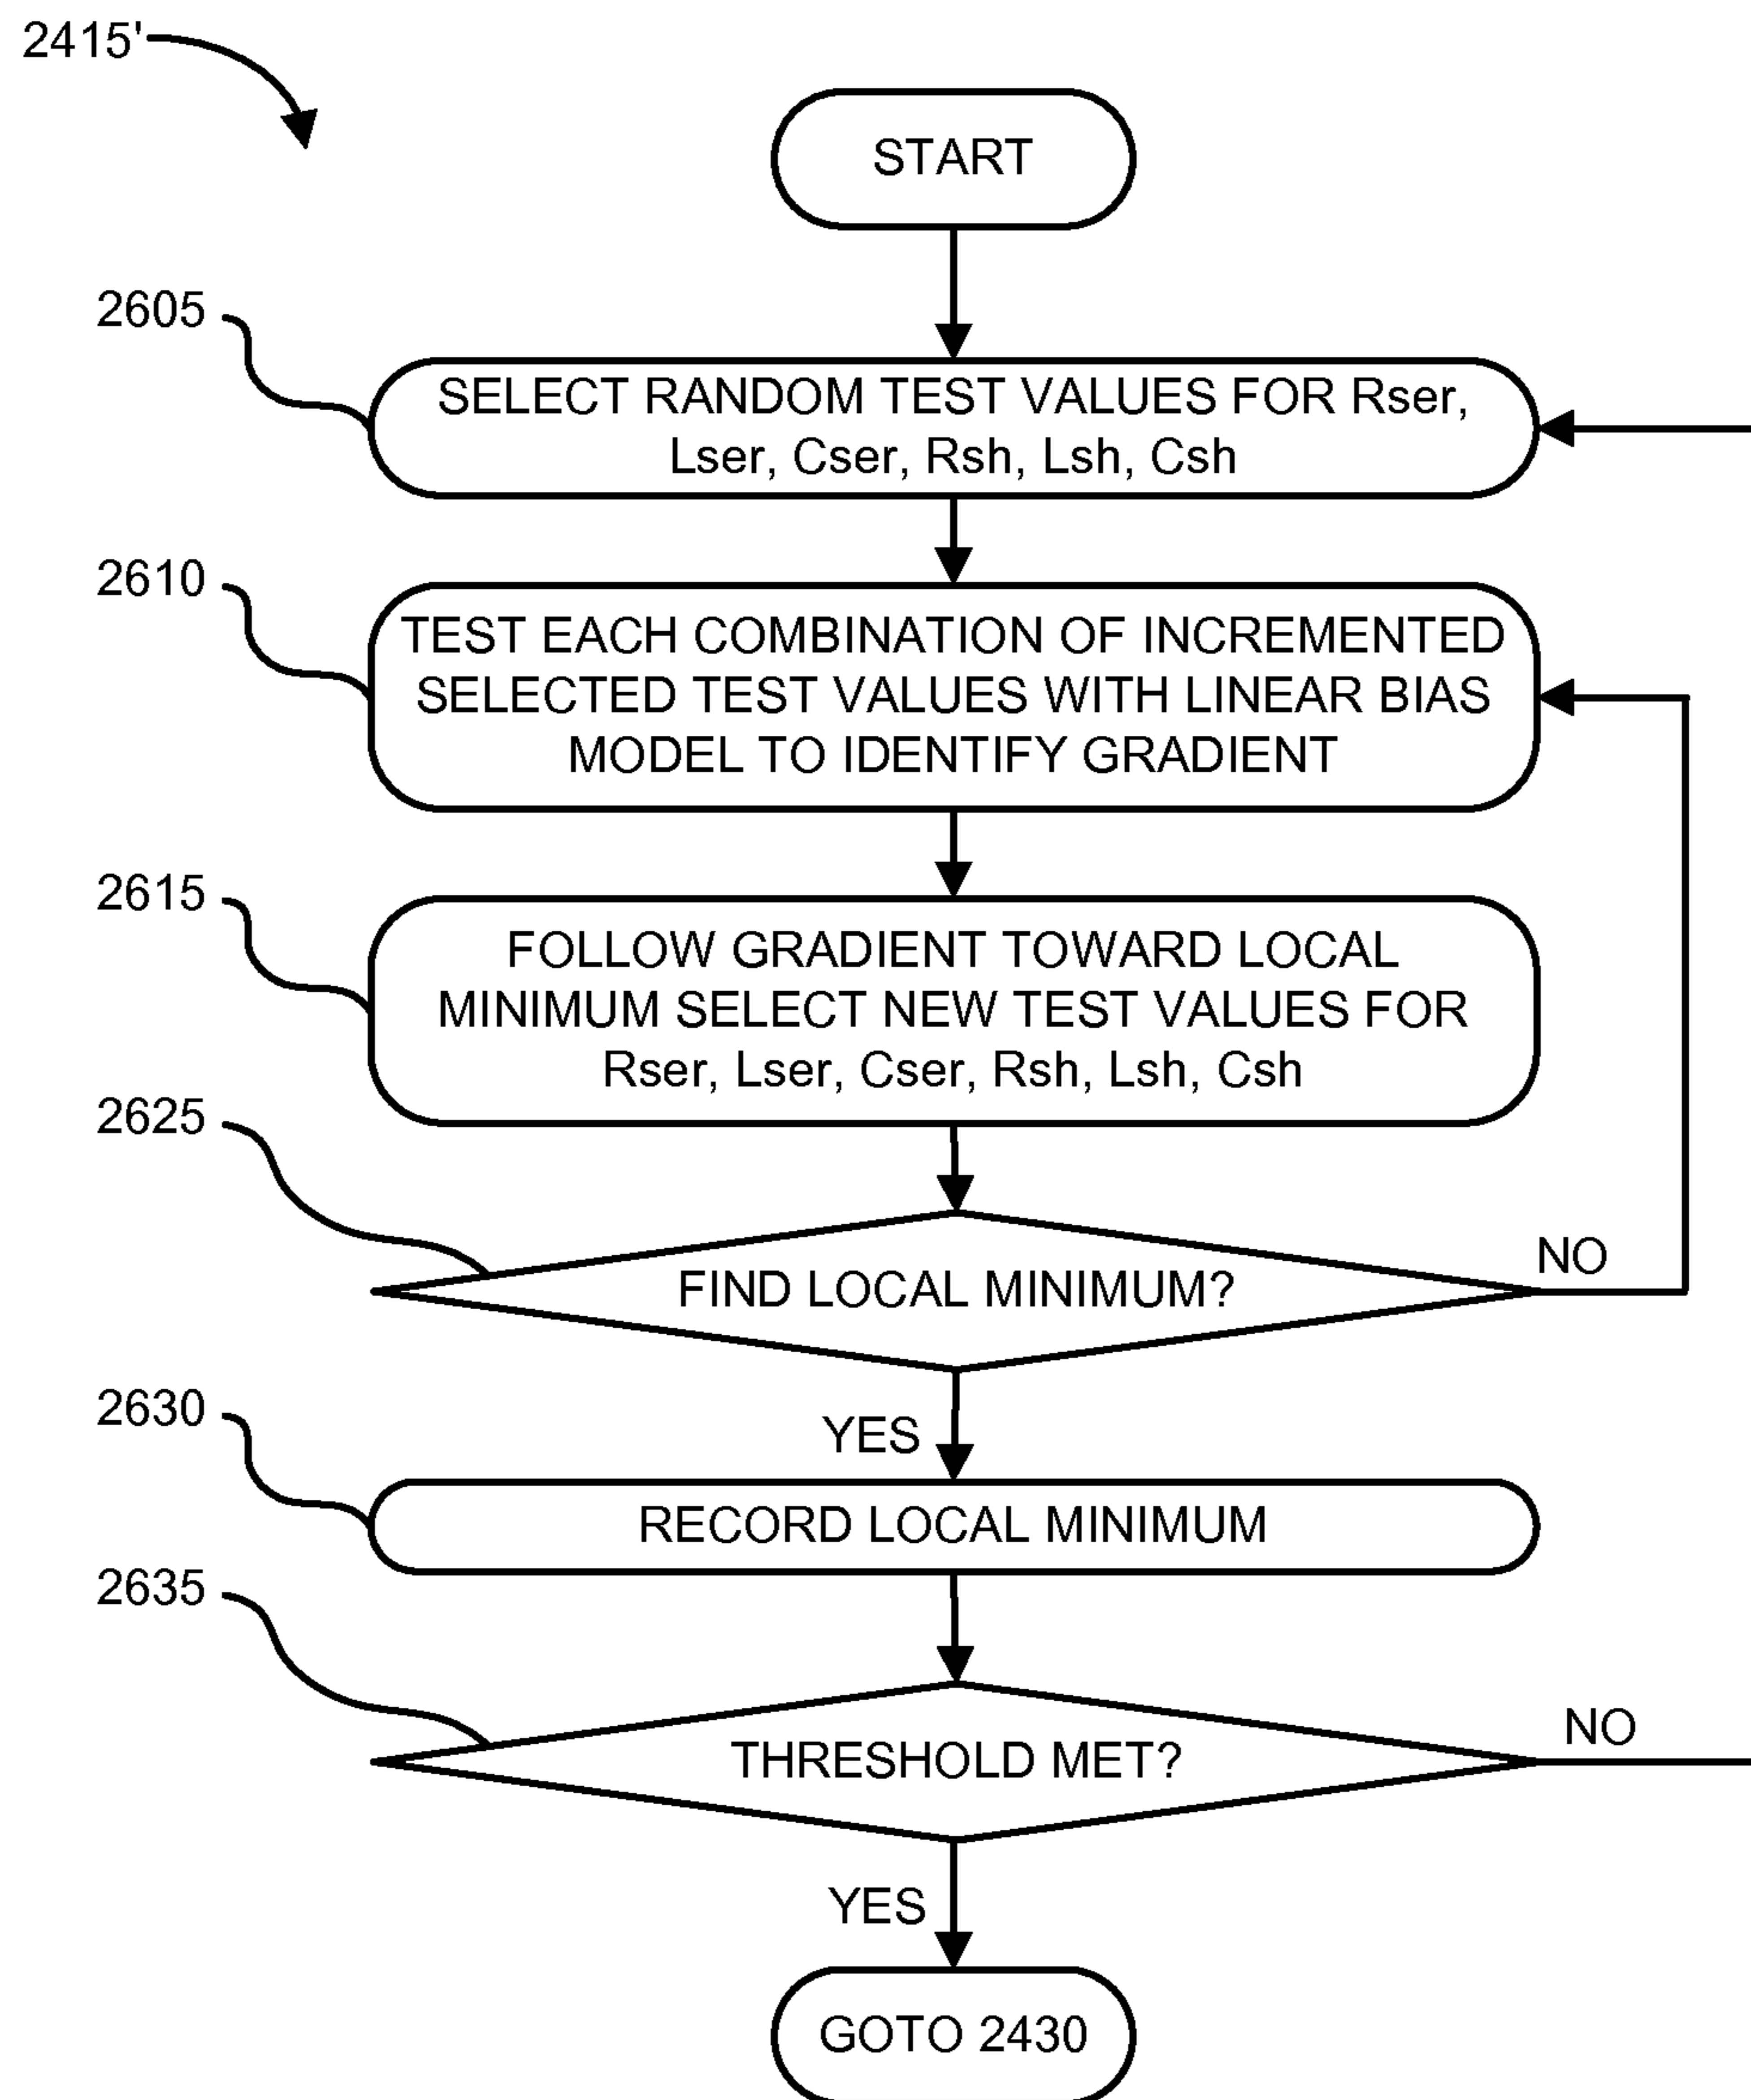 2415'
START
2605
SELECT RANDOM TEST VALUES FOR Rser,
Lser, Cser, Rsh, Lsh, Csh
2610
TEST EACH COMBINATION OF INCREMENTED
SELECTED TEST VALUES WITH LINEAR BIAS
MODEL TO IDENTIFY GRADIENT
2615
FOLLOW GRADIENT TOWARD LOCAL
MINIMUM SELECT NEW TEST VALUES FOR
Rser, Lser, Cser, Rsh, Lsh, Csh
2625
FIND LOCAL MINIMUM?
NO
YES
2630
RECORD LOCAL MINIMUM
2635
THRESHOLD MET?
NO
YES
GOTO 2430